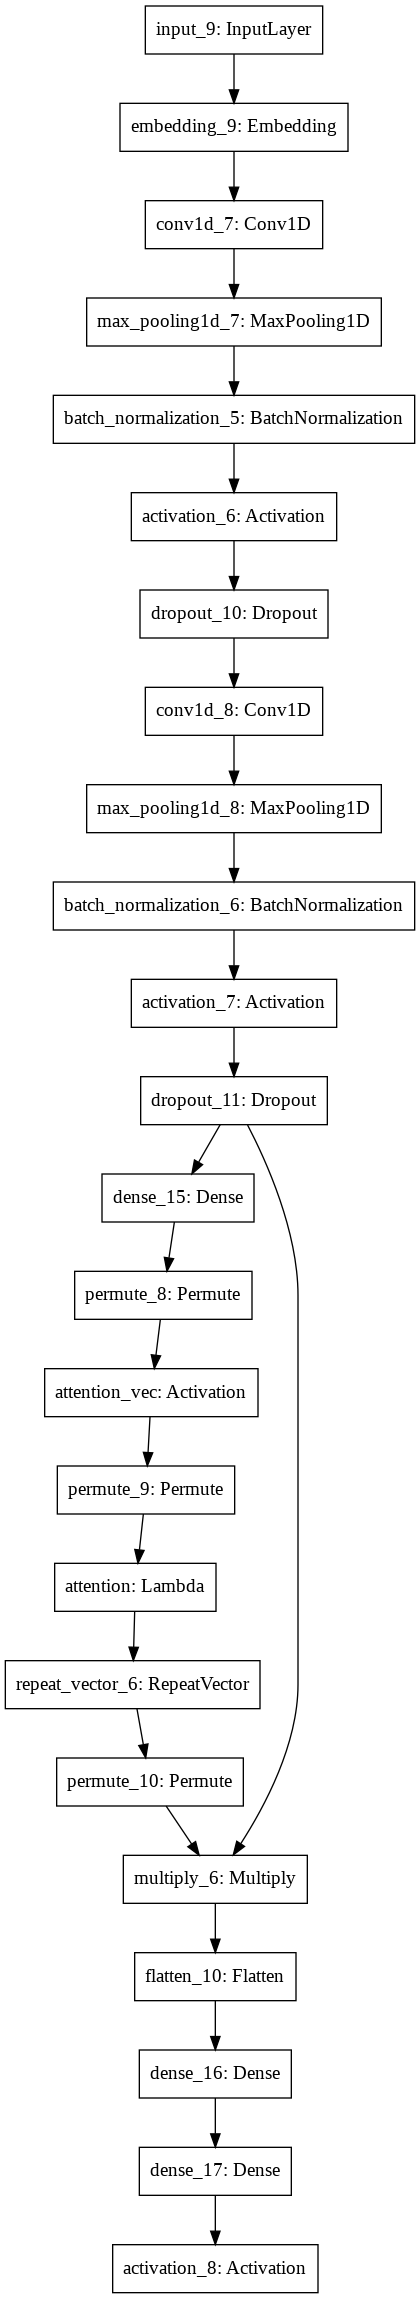 input_9: InputLayer
embedding_9: Embedding
conv1d_7: Conv1D
max_pooling1d_7: MaxPooling1D
batch_normalization_5: BatchNormalization
activation_6: Activation
dropout_10: Dropout
conv1d_8: Conv1D
max_pooling1d_8: MaxPooling1D
batch_normalization_6: BatchNormalization
activation_7: Activation
dropout_11: Dropout
dense_15: Dense
permute_8: Permute
attention_vec: Activation
permute_9: Permute
attention: Lambda
repeat_vector_6: RepeatVector
permute_10: Permute
multiply_6: Multiply
flatten_10: Flatten
dense_16: Dense
dense_17: Dense
activation_8: Activation